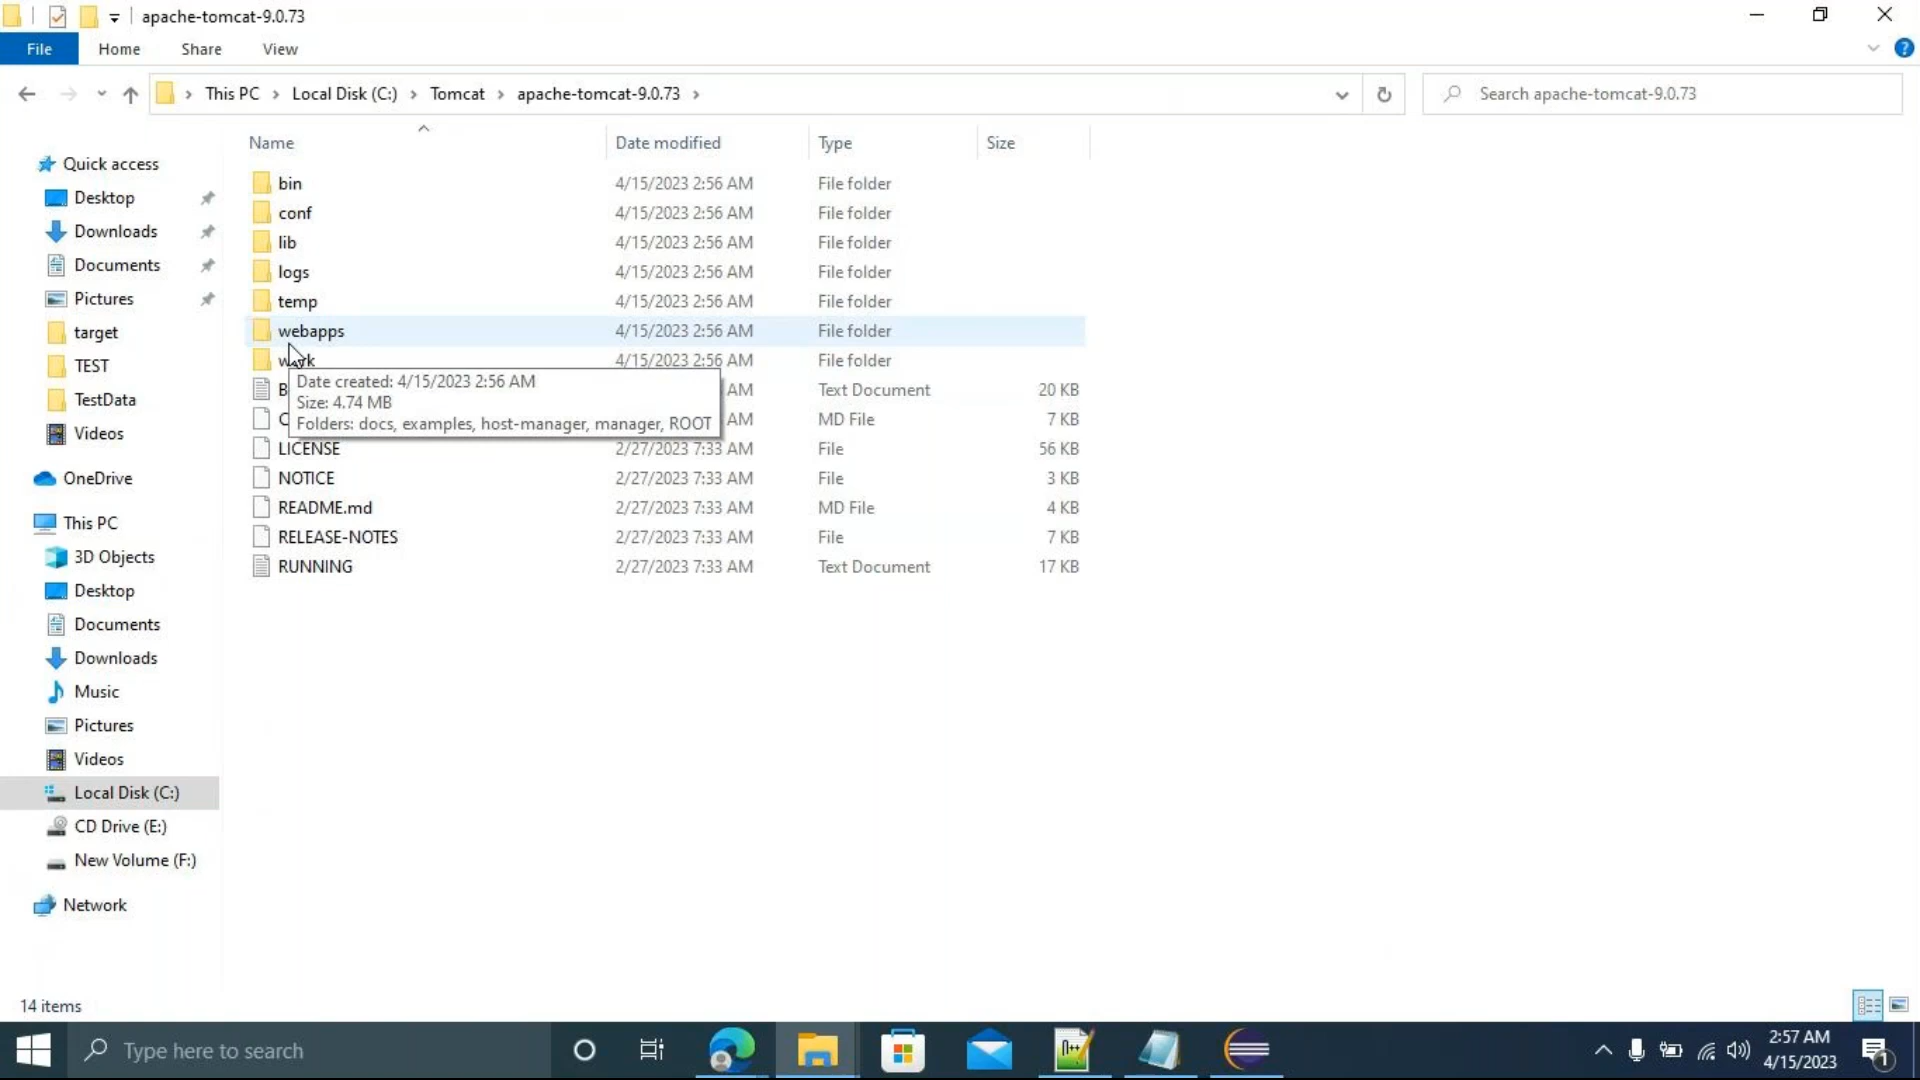 apache-tomcat-9.0.73
File Home Share View
This PC Local Disk (C:) Tomcat apache-tomcat-9.0.73
Search apache-tomcat-9.0.73
Name Date modified Type Size
Quick access
Desktop
Downloads
Documents
Pictures
target
TEST
TestData
Videos
OneDrive
This PC
3D Objects
Desktop
Documents
Downloads
Music
Pictures
Videos
Local Disk (C:)
CD Drive (E:)
New Volume (F:)
Network
bin 4/15/2023 2:56 AM File folder
conf 4/15/2023 2:56 AM File folder
lib 4/15/2023 2:56 AM File folder
logs 4/15/2023 2:56 AM File folder
temp 4/15/2023 2:56 AM File folder
webapps 4/15/2023 2:56 AM File folder
4/15/2023 2:56 AM File folder
B AM Text Document 20 KB
C AM MD File 7 KB
Date created: 4/15/2023 2:56 AM
Size: 4.74 MB
Folders: docs, examples, host-manager, manager, ROOT
LICENSE 2/27/2023 7:33 AM File 56 KB
NOTICE 2/27/2023 7:33 AM File 3 KB
README.md 2/27/2023 7:33 AM MD File 4 KB
RELEASE-NOTES 2/27/2023 7:33 AM File 7 KB
RUNNING 2/27/2023 7:33 AM Text Document 17 KB
14 items
Type here to search
2:57 AM
4/15/2023
1